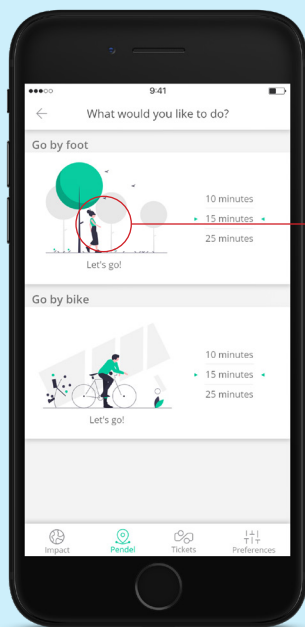 9:41
What would you like to do?
Go by foot
10 minutes
15 minutes
25 minutes
Let's go!
Go by bike
10 minutes
15 minutes
25 minutes
Let's go!
Impact Pendel Tickets Preferences